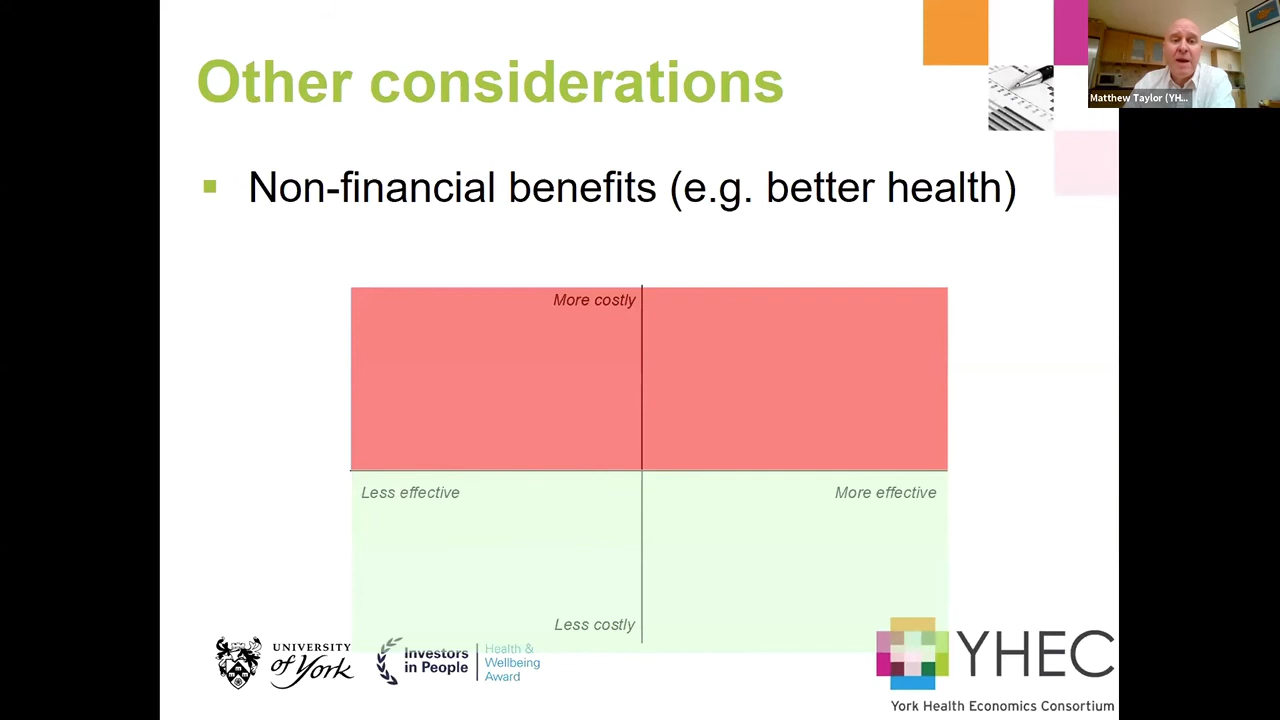 Other considerations
Matthew Taylor (YH...
Non-financial benefits (e.g. better health)
More costly
Less effective
More effective
Less costly
UNIVERSITY
of York
Investors
in People
Health &
Wellbeing
Award
YHEC
York Health Economics Consortium